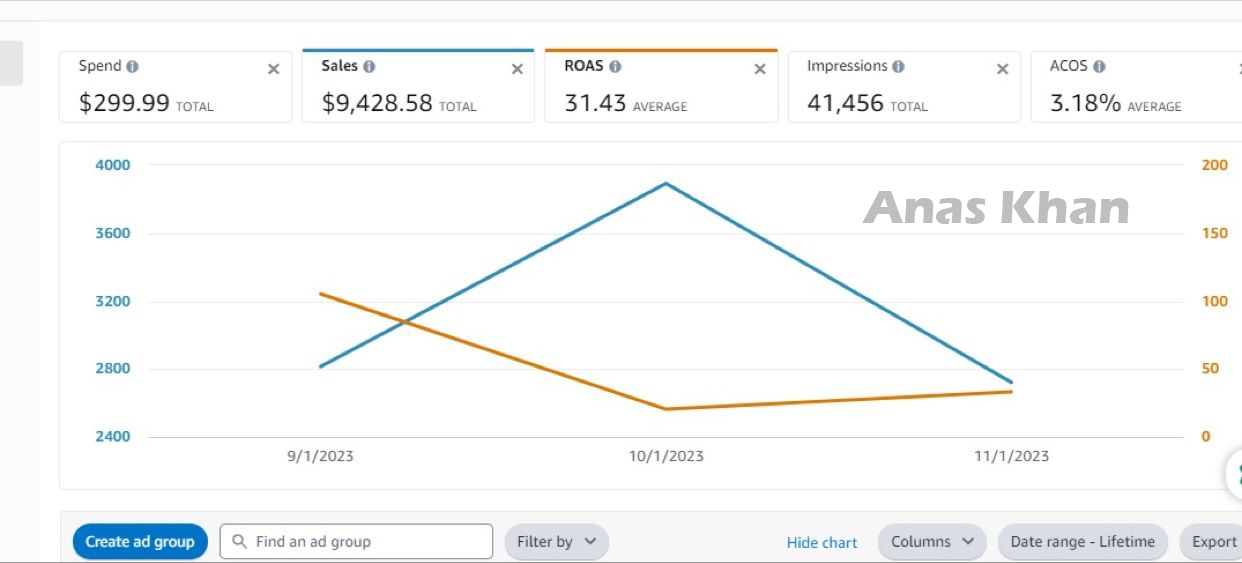 Spend Sales ROAS Impressions ACOS
$299.99 TOTAL $9,428.58 TOTAL 31.43 AVERAGE 41,456 TOTAL 3.18% AVERAGE
4000 200
Anas Khan
3600 150
3200 100
2800 50
2400 0
9/1/2023 10/1/2023 11/1/2023
Create ad group Find an ad group Filter by Hide chart Columns Date range - Lifetime Export